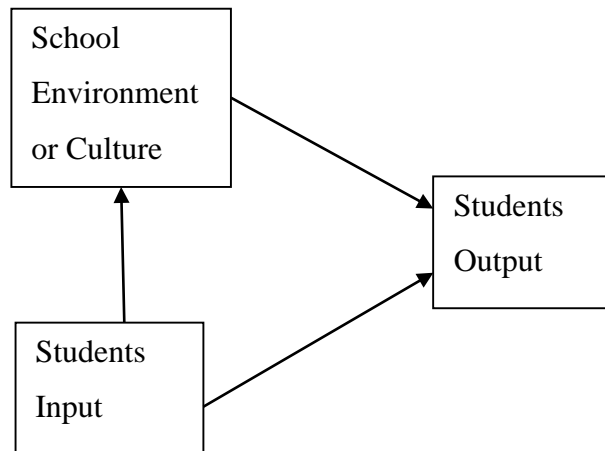 School
Environment
or Culture
Students
Output
Students
Input